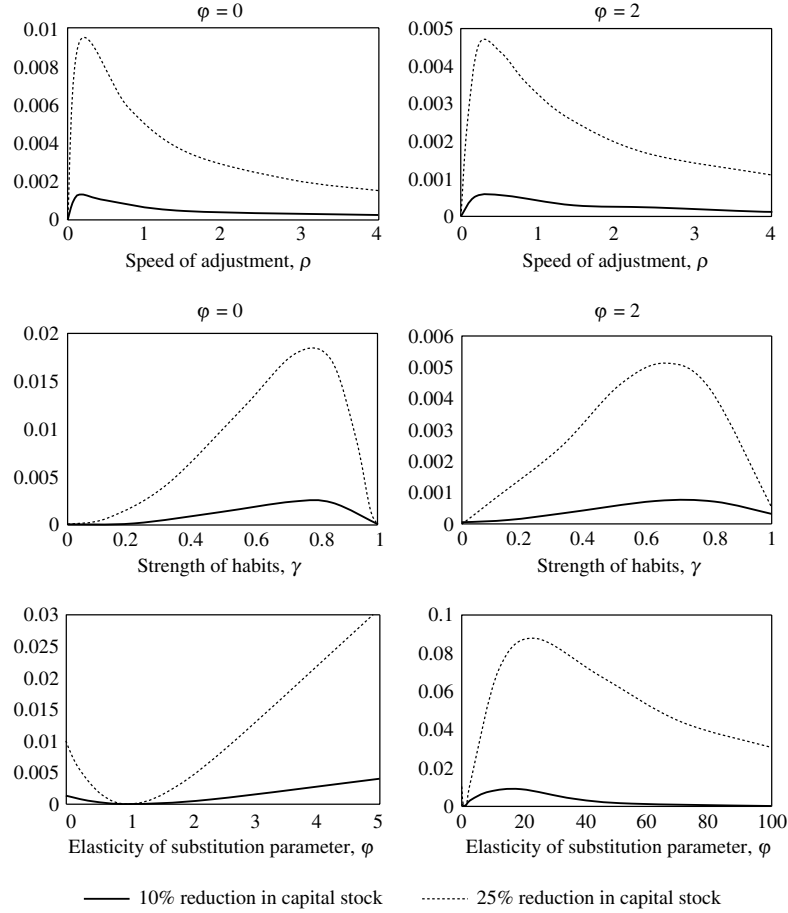 φ = 0
0.01
0.008
0.006
0.004
0.002
0
0 1 2 3 4
Speed of adjustment, ρ
φ = 2
0.005
0.004
0.003
0.002
0.001
0
0 1 2 3 4
Speed of adjustment, ρ
φ = 0
0.02
0.015
0.01
0.005
0
0 0.2 0.4 0.6 0.8 1
Strength of habits, γ
φ = 2
0.006
0.005
0.004
0.003
0.002
0.001
0
0 0.2 0.4 0.6 0.8 1
Strength of habits, γ
0.03
0.025
0.02
0.015
0.01
0.005
0
0 1 2 3 4 5
Elasticity of substitution parameter, φ
0.1
0.08
0.06
0.04
0.02
0
0 20 40 60 80 100
Elasticity of substitution parameter, φ
10% reduction in capital stock
25% reduction in capital stock